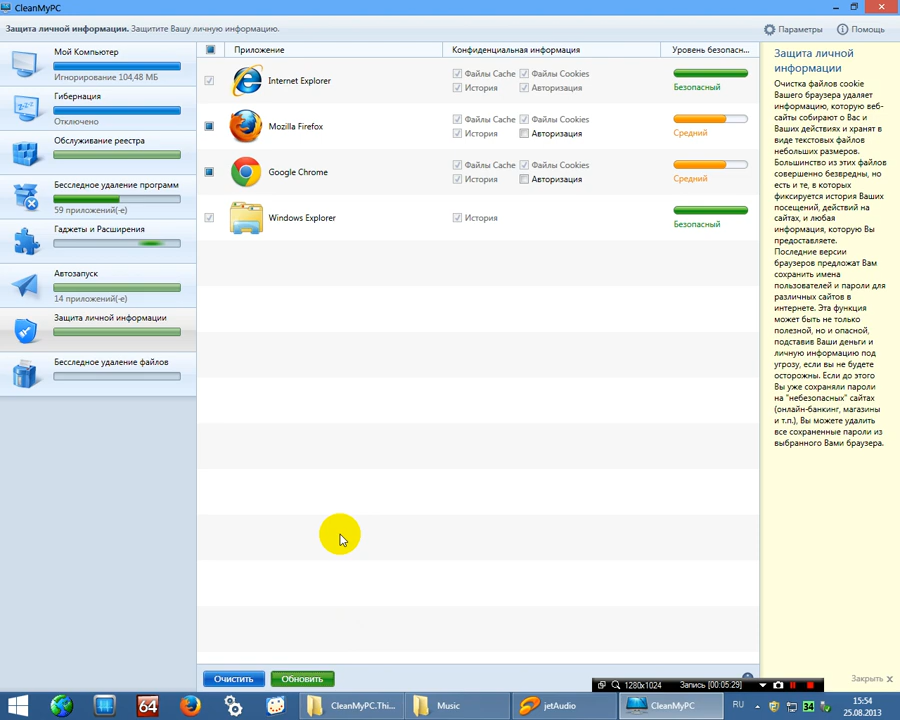 CleanMyPC
Защита личной информации. Защитите Вашу личную информацию.
Параметры
Помощь
Мой Компьютер
Игнорирование 104,48 МБ
Гибернация
Отключено
Обслуживание реестра
Бесследное удаление программ
59 приложений(-е)
Гаджеты и Расширения
Автозапуск
14 приложений(-е)
Защита личной информации
Бесследное удаление файлов
Приложение
Конфиденциальная информация
Уровень безопасн...
Internet Explorer
Файлы Cache
Файлы Cookies
История
Авторизация
Безопасный
Mozilla Firefox
Файлы Cache
Файлы Cookies
История
Авторизация
Средний
Google Chrome
Файлы Cache
Файлы Cookies
История
Авторизация
Средний
Windows Explorer
История
Безопасный
Защита личной
информации
Очистка файлов cookie
Вашего браузера удаляет
информацию, которую веб-
сайты собирают о Вас и
Ваших действиях и хранят в
виде текстовых файлов
небольших размеров.
Большинство из этих файлов
совершенно безвредны, но
есть и те, в которых
фиксируется история Ваших
посещений, действий на
сайтах, и любая
информация, которую Вы
предоставляете.
Последние версии
браузеров предложат Вам
сохранить имена
пользователей и пароли для
различных сайтов в
интернете. Эта функция
может быть не только
полезной, но и опасной,
подставив Ваши деньги и
личную информацию под
угрозу, если вы не будете
осторожны. Если до этого
Вы уже сохраняли пароли
на "небезопасных" сайтах
(онлайн-банкинг, магазины
и т.п.), Вы можете удалить
все сохраненные пароли из
выбранного Вами браузера.
Очистить
Обновить
Закрыть x
1280x1024
Запись [00:05:29]
64
CleanMyPC.Thi...
Music
jetAudio
CleanMyPC
RU
34
15:54
25.08.2013